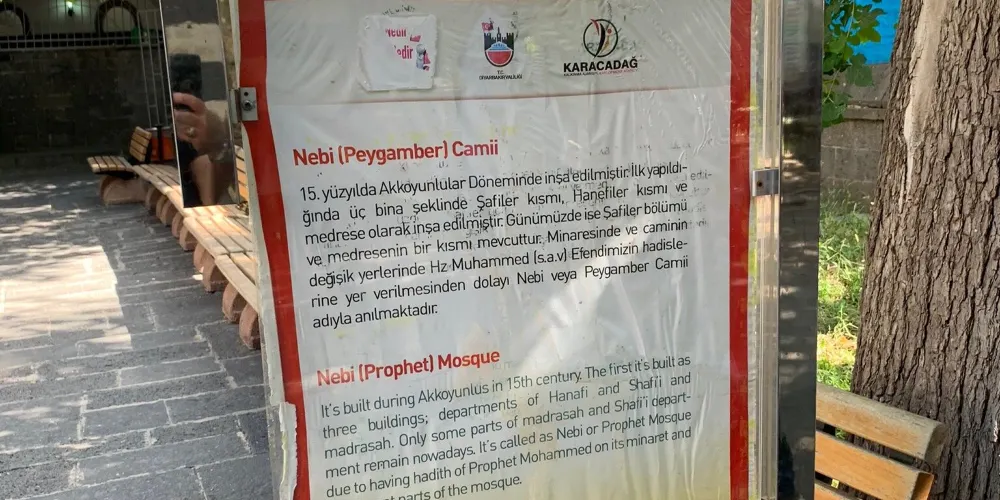 Nedir
T.C.
DİYARBAKIR VALİLİĞİ
KARACADAĞ
Nebi (Peygamber) Camii
15. yüzyılda Akkoyunlular Döneminde inşa edilmiştir. İlk yapıldı-
ğında üç bina şeklinde Şafiler kısmı, Hanefiler kısmı ve
medrese olarak inşa edilmiştir. Günümüzde ise Şafiler bölümü
ve medresenin bir kısmı mevcuttur. Minaresinde ve caminin
değişik yerlerinde Hz Muhammed (s.a.v) Efendimizin hadisle-
rine yer verilmesinden dolayı Nebi veya Peygamber Camii
adıyla anılmaktadır.
Nebi (Prophet) Mosque
It's built during Akkoyunlus in 15th century. The first it's built as
three buildings; departments of Hanafi and Shafi'i and
madrasah. Only some parts of madrasah and Shafi'i depart-
ment remain nowadays. It's called as Nebi or Prophet Mosque
due to having hadith of Prophet Mohammed on its minaret and
parts of the mosque.